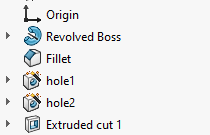 Origin
Revolved Boss
Fillet
hole1
hole2
Extruded cut 1